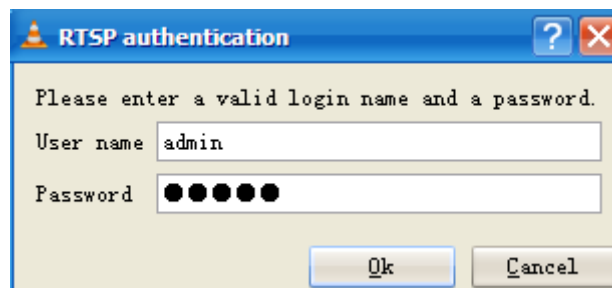 RTSP authentication
Please enter a valid login name and a password.
User name admin
Password ●●●●●
Ok Cancel